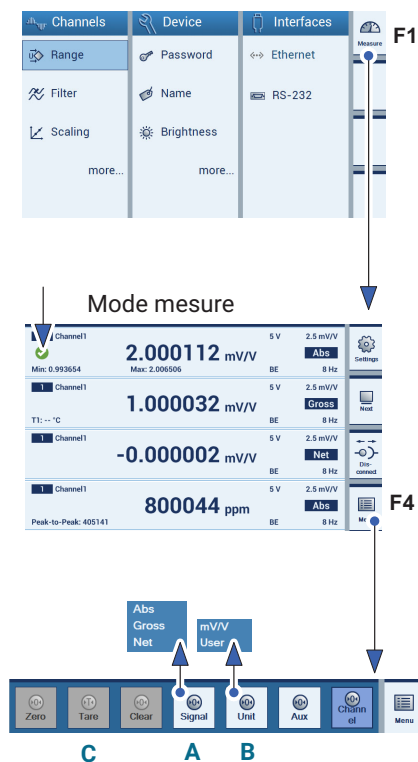 Channels Device Interfaces
Measure F1
Range Password Ethernet
Filter Name RS-232
Scaling Brightness
more... more...
Mode mesure
Channel1 5 V 2.5 mV/V
2.000112 mV/V Abs
Min: 0.993654 Max: 2.006506 BE 8 Hz
Settings
1 Channel1 5 V 2.5 mV/V
1.000032 mV/V Gross
T1: -- °C BE 8 Hz
Next
1 Channel1 5 V 2.5 mV/V
-0.000002 mV/V Net
BE 8 Hz
Dis-
connect
1 Channel1 5 V 2.5 mV/V
800044 ppm Abs
Peak-to-Peak: 405141 BE 8 Hz
F4
Abs
Gross
Net
mV/V
User
Zero Tare Clear Signal Unit Aux Chann
el Menu
C A B